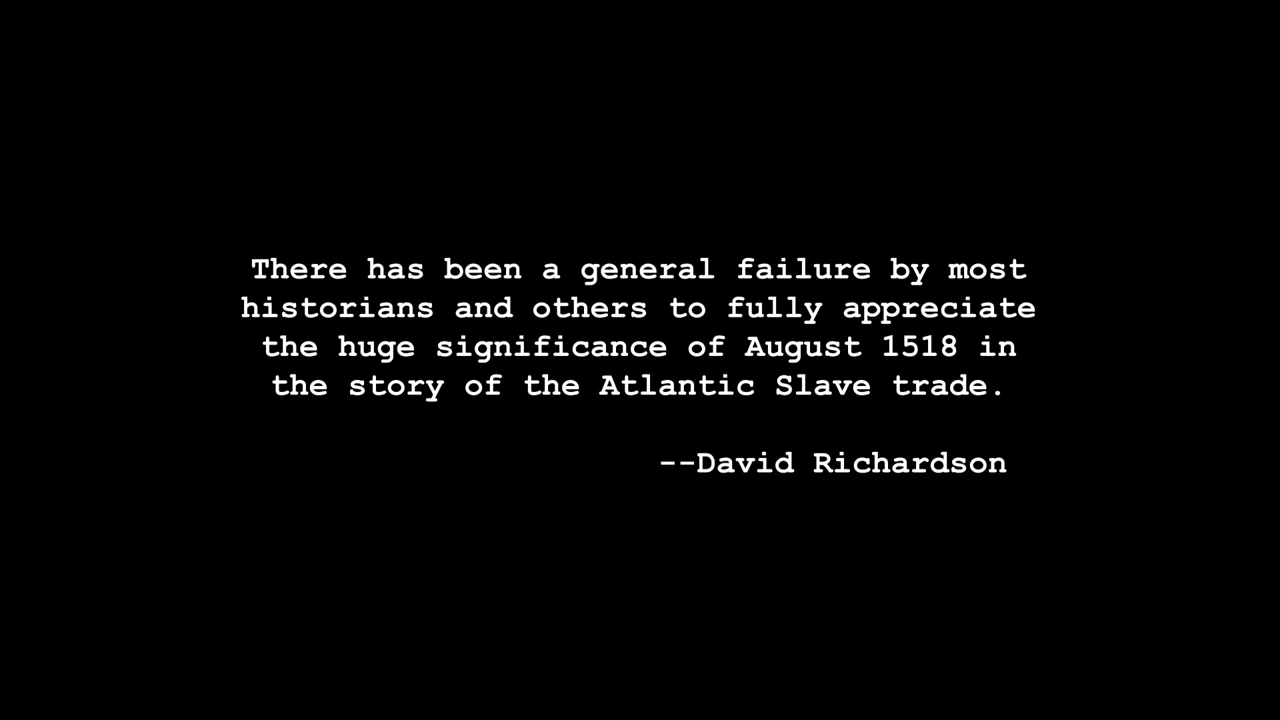 There has been a general failure by most
historians and others to fully appreciate
the huge significance of August 1518 in
the story of the Atlantic Slave trade.
--David Richardson